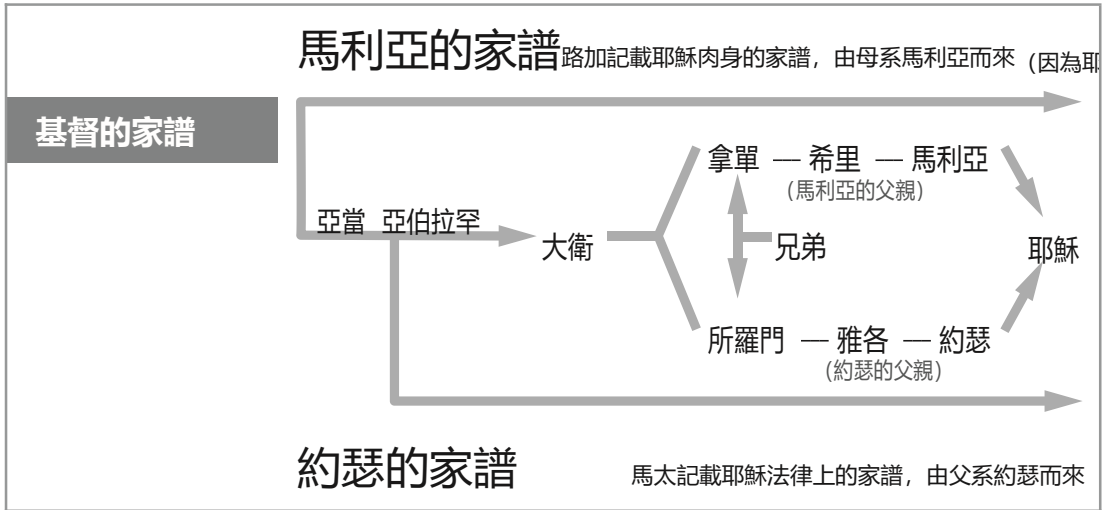 馬利亞的家譜 路加記載耶穌肉身的家譜，由母系馬利亞而來 (因為耶
基督的家譜
拿單 — 希里 — 馬利亞
(馬利亞的父親)
亞當 亞伯拉罕
大衛
兄弟
耶穌
所羅門 — 雅各 — 約瑟
(約瑟的父親)
約瑟的家譜 馬太記載耶穌法律上的家譜，由父系約瑟而來